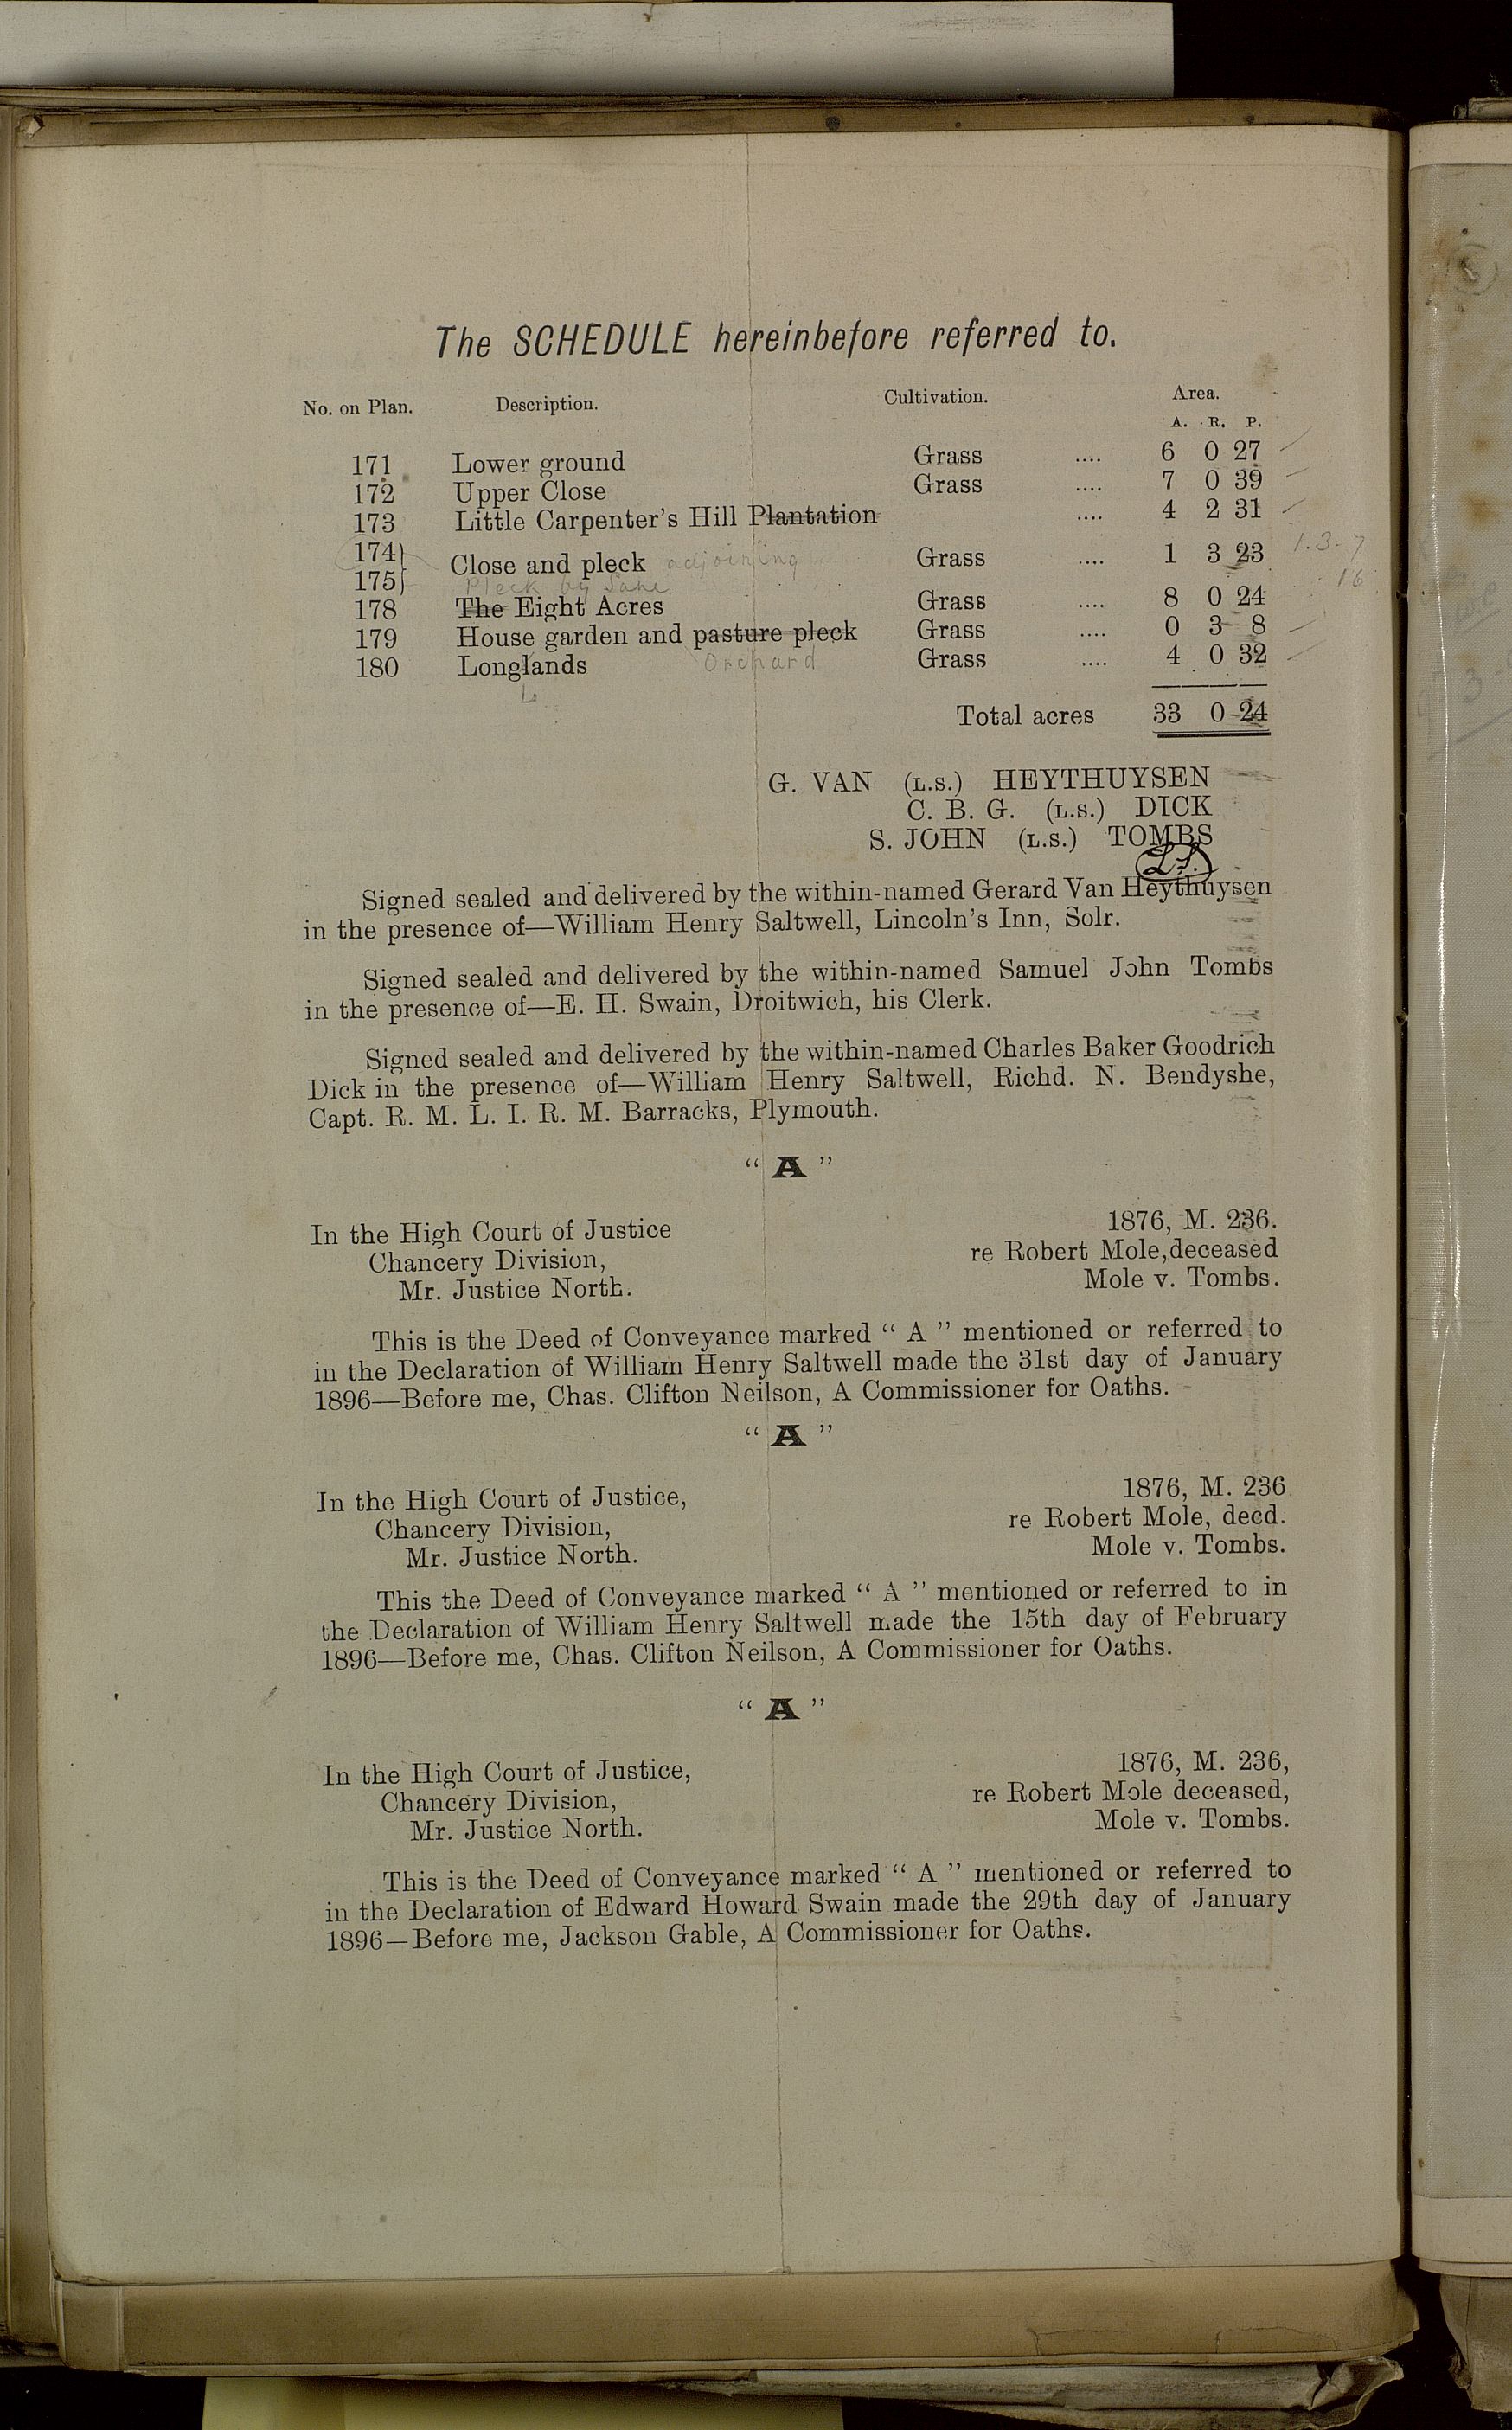 The SCHEDULE hereinbefore referred to.
No. on Plan. Description. Cultivation. Area.
A. R. P.
171 Lower ground Grass .... 6 0 27
172 Upper Close Grass .... 7 0 39
173 Little Carpenter's Hill Plantation .... 4 2 31
174} Close and pleck adjoining Grass .... 1 3 23 1.3-7
175} Pleck by Lane 16
178 The Eight Acres Grass .... 8 0 24
179 House garden and pasture pleck Grass .... 0 3 8
180 Longlands Orchard Grass .... 4 0 32
L
Total acres 33 0 24
G. VAN (L.S.) HEYTHUYSEN
C. B. G. (L.S.) DICK
S. JOHN (L.S.) TOMBS
L.S.
Signed sealed and delivered by the within-named Gerard Van Heythuysen
in the presence of—William Henry Saltwell, Lincoln's Inn, Solr.
Signed sealed and delivered by the within-named Samuel John Tombs
in the presence of—E. H. Swain, Droitwich, his Clerk.
Signed sealed and delivered by the within-named Charles Baker Goodrich
Dick in the presence of—William Henry Saltwell, Richd. N. Bendyshe,
Capt. R. M. L. I. R. M. Barracks, Plymouth.
"A"
In the High Court of Justice 1876, M. 236.
Chancery Division, re Robert Mole,deceased
Mr. Justice North. Mole v. Tombs.
This is the Deed of Conveyance marked "A" mentioned or referred to
in the Declaration of William Henry Saltwell made the 31st day of January
1896—Before me, Chas. Clifton Neilson, A Commissioner for Oaths.
"A"
In the High Court of Justice, 1876, M. 236
Chancery Division, re Robert Mole, decd.
Mr. Justice North. Mole v. Tombs.
This the Deed of Conveyance marked "A" mentioned or referred to in
the Declaration of William Henry Saltwell made the 15th day of February
1896—Before me, Chas. Clifton Neilson, A Commissioner for Oaths.
"A"
In the High Court of Justice, 1876, M. 236,
Chancery Division, re Robert Mole deceased,
Mr. Justice North. Mole v. Tombs.
This is the Deed of Conveyance marked "A" mentioned or referred to
in the Declaration of Edward Howard Swain made the 29th day of January
1896—Before me, Jackson Gable, A Commissioner for Oaths.